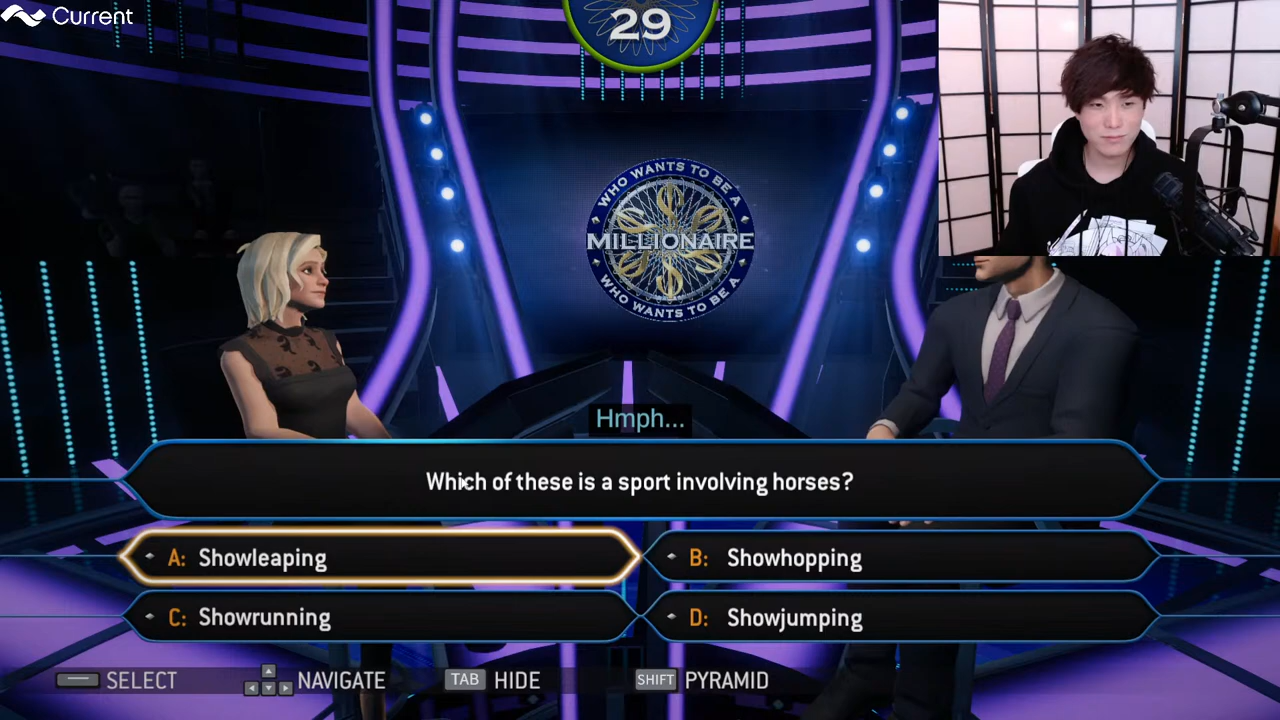 Current
29
WHO WANTS TO BE A
MILLIONAIRE
WHO WANTS TO BE A
Hmph...
Which of these is a sport involving horses?
A: Showleaping
B: Showhopping
C: Showrunning
D: Showjumping
SELECT
NAVIGATE
TAB HIDE
SHIFT PYRAMID